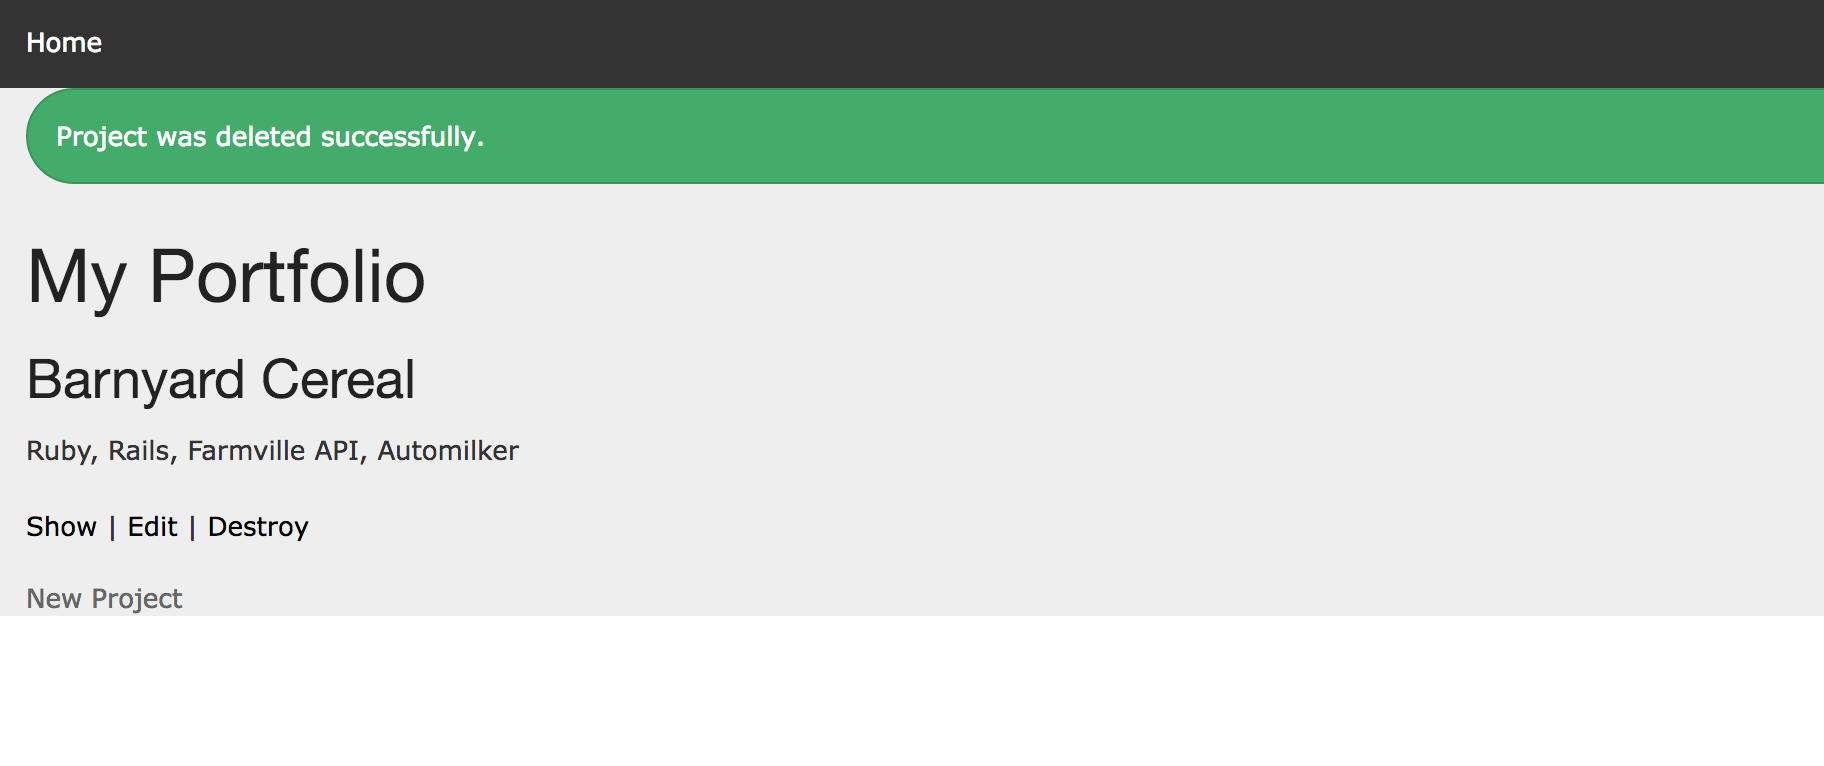 Home
Project was deleted successfully.
My Portfolio
Barnyard Cereal
Ruby, Rails, Farmville API, Automilker
Show | Edit | Destroy
New Project